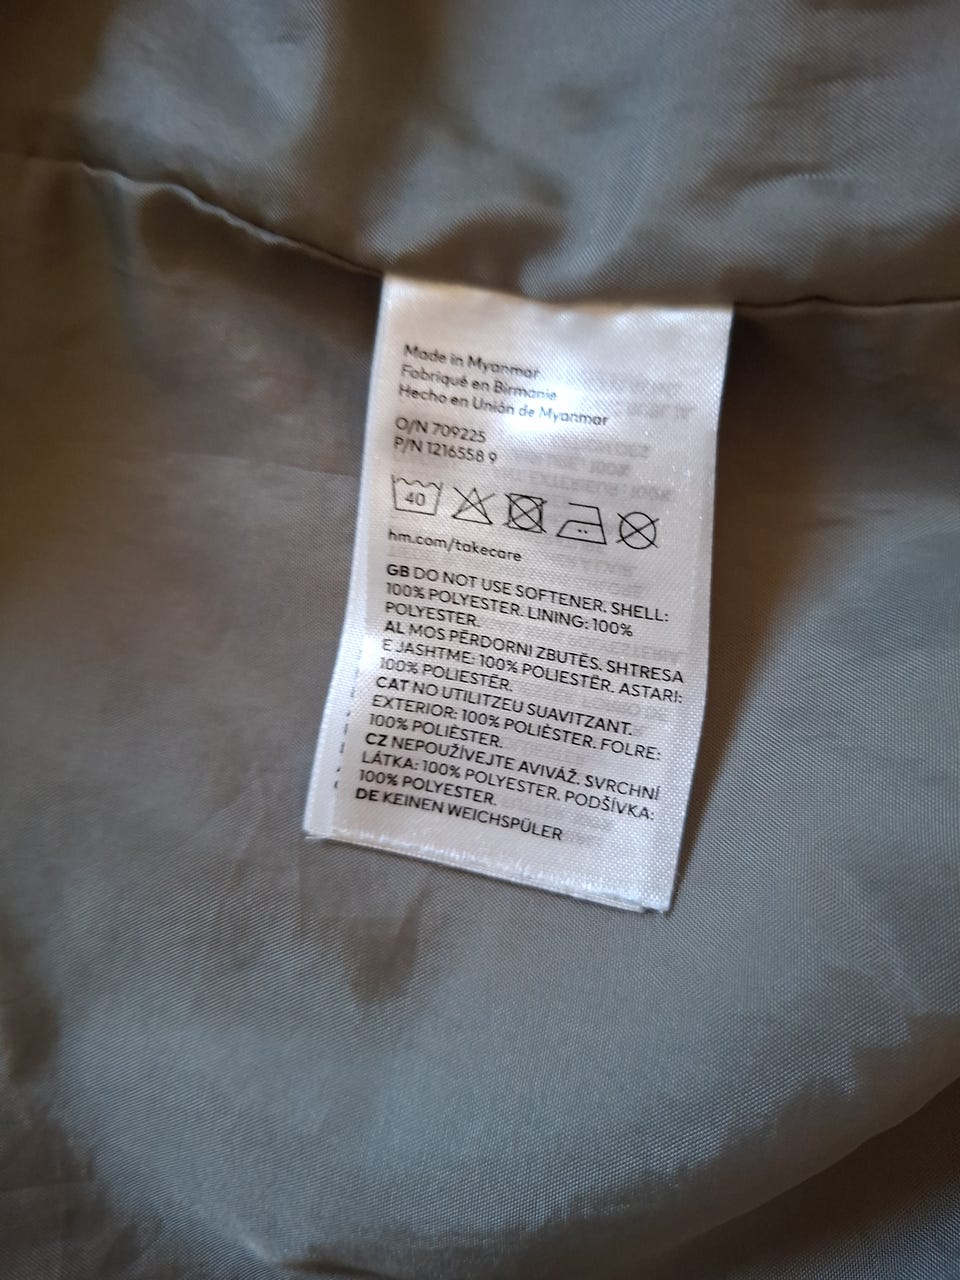 Made in Myanmar
Fabriqué en Birmanie
Hecho en Unión de Myanmar
O/N 709225
P/N 1216558 9
40
hm.com/takecare
GB DO NOT USE SOFTENER. SHELL:
100% POLYESTER. LINING: 100%
POLYESTER.
AL MOS PËRDORNI ZBUTËS. SHTRESA
E JASHTME: 100% POLIESTËR. ASTARI:
100% POLIESTËR.
CAT NO UTILITZEU SUAVITZANT.
EXTERIOR: 100% POLIÈSTER. FOLRE:
100% POLIÈSTER.
CZ NEPOUŽÍVEJTE AVIVÁŽ. SVRCHNÍ
LÁTKA: 100% POLYESTER. PODŠÍVKA:
100% POLYESTER.
DE KEINEN WEICHSPÜLER